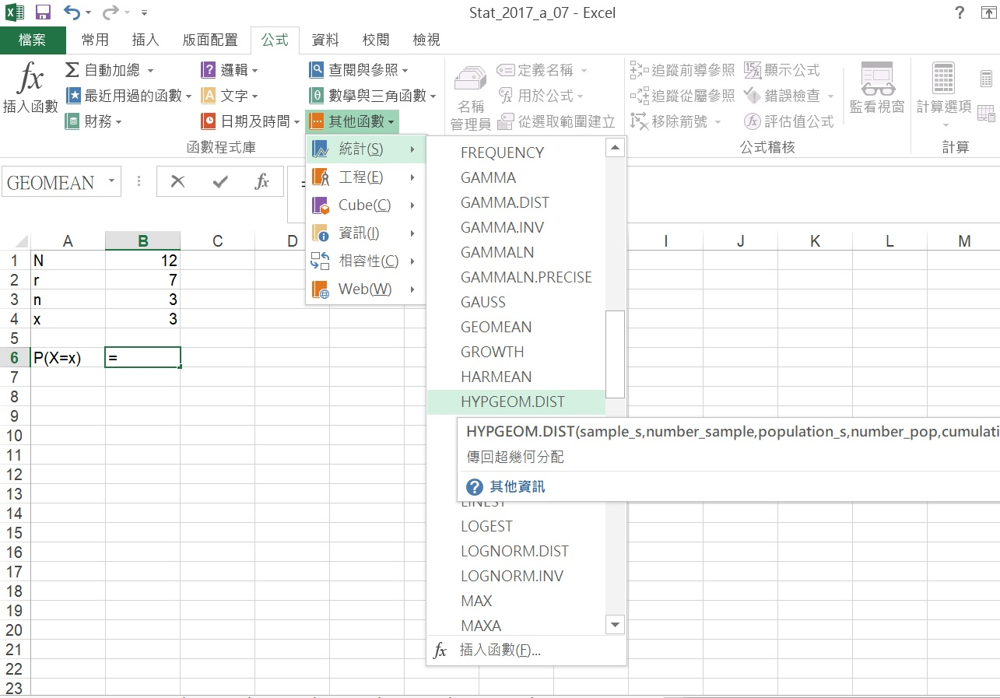 Stat_2017_a_07 - Excel
檔案 常用 插入 版面配置 公式 資料 校閱 檢視
fx 插入函數
Σ 自動加總
最近用過的函數
財務
邏輯
文字
日期及時間
查閱與參照
數學與三角函數
其他函數
函數程式庫
名稱
管理員
定義名稱
用於公式
從選取範圍建立
追蹤前導參照
追蹤從屬參照
移除箭號
顯示公式
錯誤檢查
評估值公式
公式稽核
監看視窗
計算選項
計算
GEOMEAN
fx
=
統計(S)
工程(E)
Cube(C)
資訊(I)
相容性(C)
Web(W)
FREQUENCY
GAMMA
GAMMA.DIST
GAMMA.INV
GAMMALN
GAMMALN.PRECISE
GAUSS
GEOMEAN
GROWTH
HARMEAN
HYPGEOM.DIST
HYPGEOM.DIST(sample_s,number_sample,population_s,number_pop,cumulati
傳回超幾何分配
其他資訊
LINEST
LOGEST
LOGNORM.DIST
LOGNORM.INV
MAX
MAXA
fx 插入函數(F)...
A B C D I J K L M
1 N 12
2 r 7
3 n 3
4 x 3
5
6 P(X=x) =
7
8
9
10
11
12
13
14
15
16
17
18
19
20
21
22
23